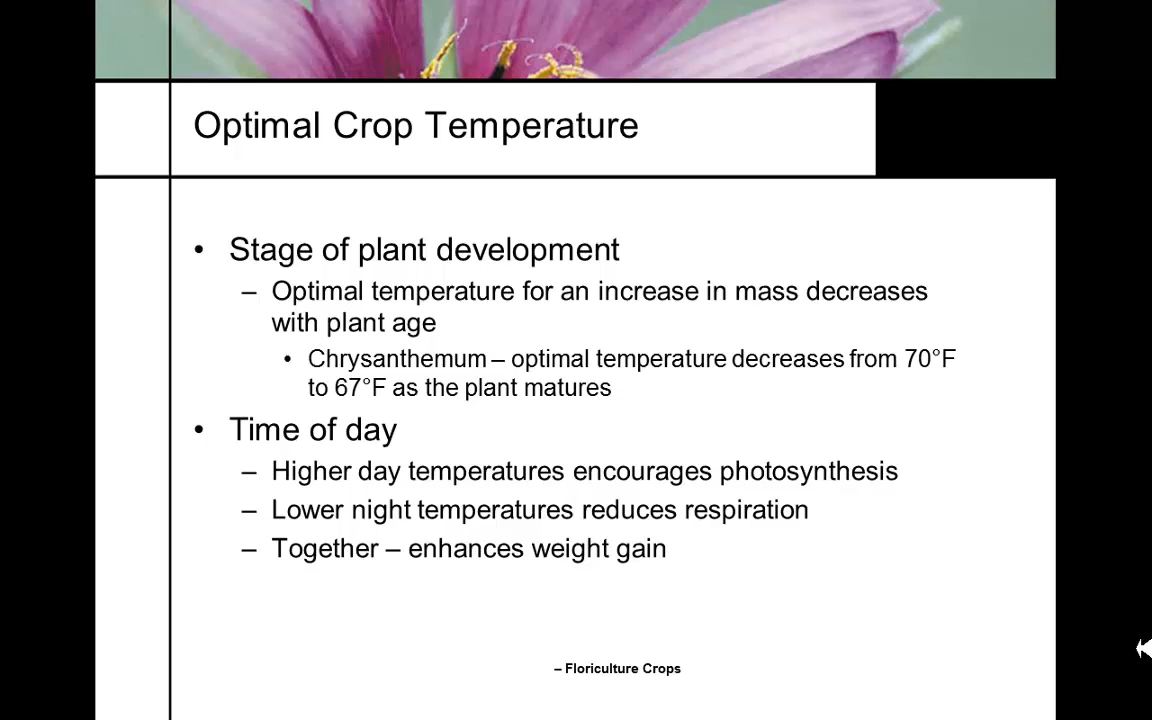 Optimal Crop Temperature
• Stage of plant development
– Optimal temperature for an increase in mass decreases
with plant age
• Chrysanthemum – optimal temperature decreases from 70°F
to 67°F as the plant matures
• Time of day
– Higher day temperatures encourages photosynthesis
– Lower night temperatures reduces respiration
– Together – enhances weight gain
– Floriculture Crops